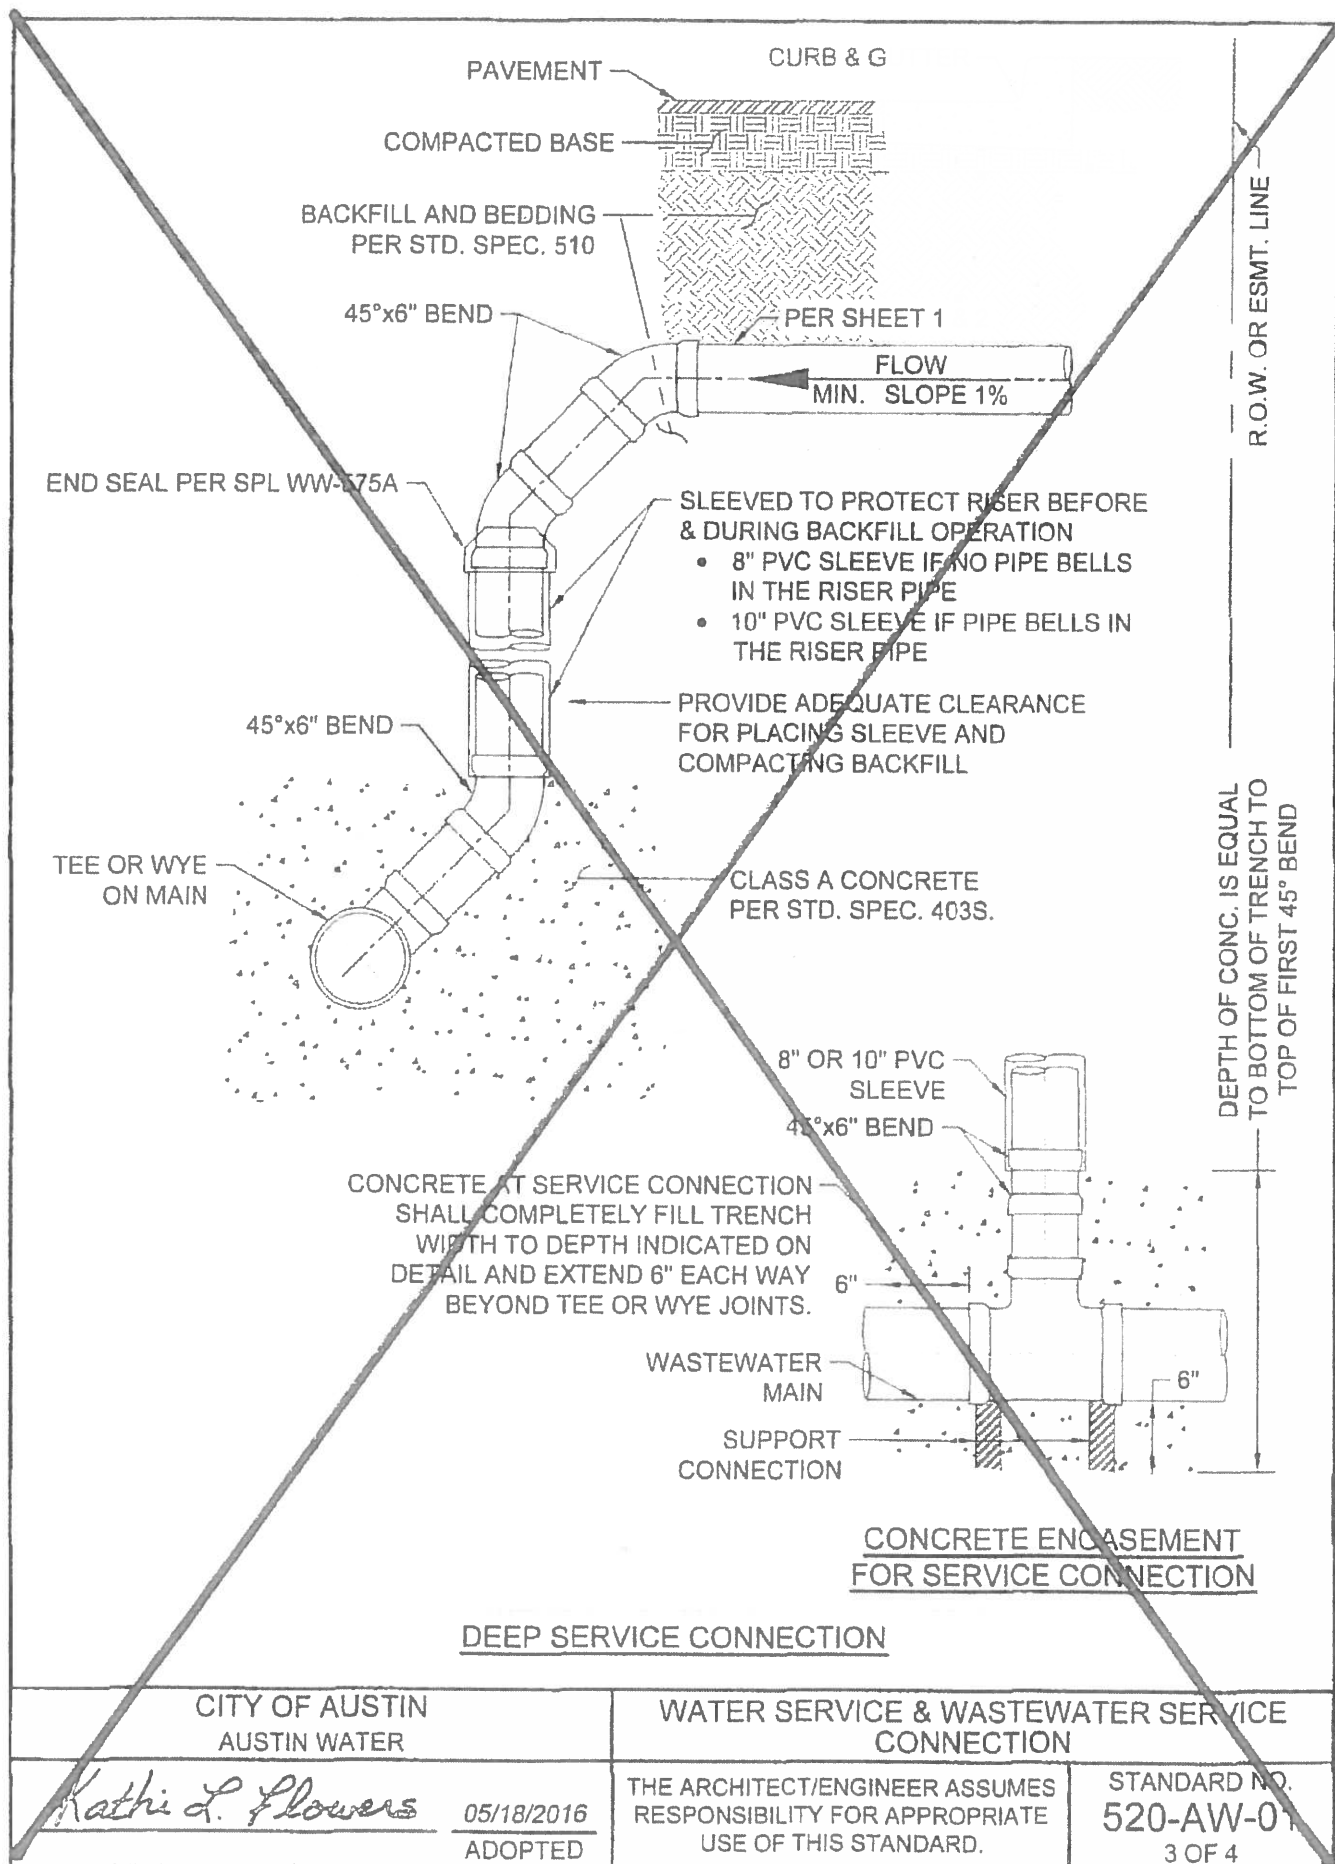 CURB & G
PAVEMENT
COMPACTED BASE
BACKFILL AND BEDDING
PER STD. SPEC. 510
45°x6" BEND
PER SHEET 1
FLOW
MIN. SLOPE 1%
R.O.W. OR ESMT. LINE
END SEAL PER SPL WW-575A
SLEEVED TO PROTECT RISER BEFORE
& DURING BACKFILL OPERATION
• 8" PVC SLEEVE IF NO PIPE BELLS
IN THE RISER PIPE
• 10" PVC SLEEVE IF PIPE BELLS IN
THE RISER PIPE
PROVIDE ADEQUATE CLEARANCE
FOR PLACING SLEEVE AND
COMPACTING BACKFILL
45°x6" BEND
TEE OR WYE
ON MAIN
CLASS A CONCRETE
PER STD. SPEC. 403S.
DEPTH OF CONC. IS EQUAL
TO BOTTOM OF TRENCH TO
TOP OF FIRST 45° BEND
8" OR 10" PVC
SLEEVE
45°x6" BEND
CONCRETE AT SERVICE CONNECTION
SHALL COMPLETELY FILL TRENCH
WIDTH TO DEPTH INDICATED ON
DETAIL AND EXTEND 6" EACH WAY
BEYOND TEE OR WYE JOINTS.
6"
WASTEWATER
MAIN
6"
SUPPORT
CONNECTION
CONCRETE ENCASEMENT
FOR SERVICE CONNECTION
DEEP SERVICE CONNECTION
CITY OF AUSTIN
AUSTIN WATER
WATER SERVICE & WASTEWATER SERVICE
CONNECTION
Kathi L. Flowers
05/18/2016
ADOPTED
THE ARCHITECT/ENGINEER ASSUMES
RESPONSIBILITY FOR APPROPRIATE
USE OF THIS STANDARD.
STANDARD NO.
520-AW-01
3 OF 4